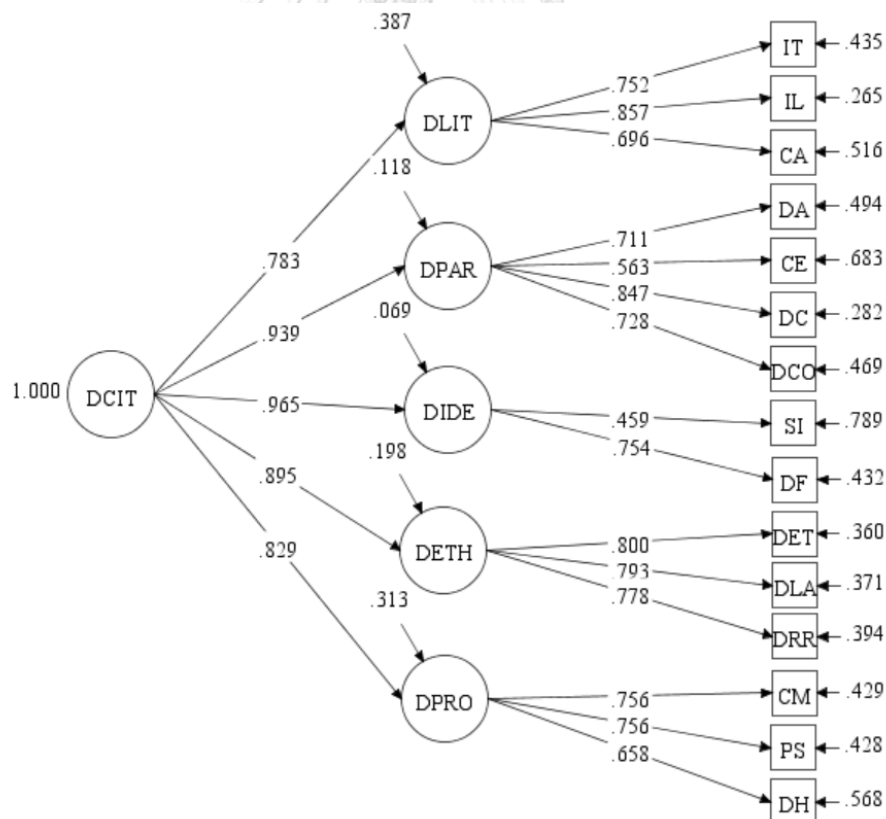 .387
IT
.435
.752
IL
.265
.857
DLIT
.696
CA
.516
.118
DA
.494
.711
.783
CE
.683
.563
DPAR
.847
DC
.282
.728
.939
.069
DCO
.469
1.000
DCIT
.965
DIDE
.459
SI
.789
.754
.198
DF
.432
.895
DET
.360
.800
.829
DETH
.793
DLA
.371
.778
.313
DRR
.394
CM
.429
.756
DPRO
.756
PS
.428
.658
DH
.568